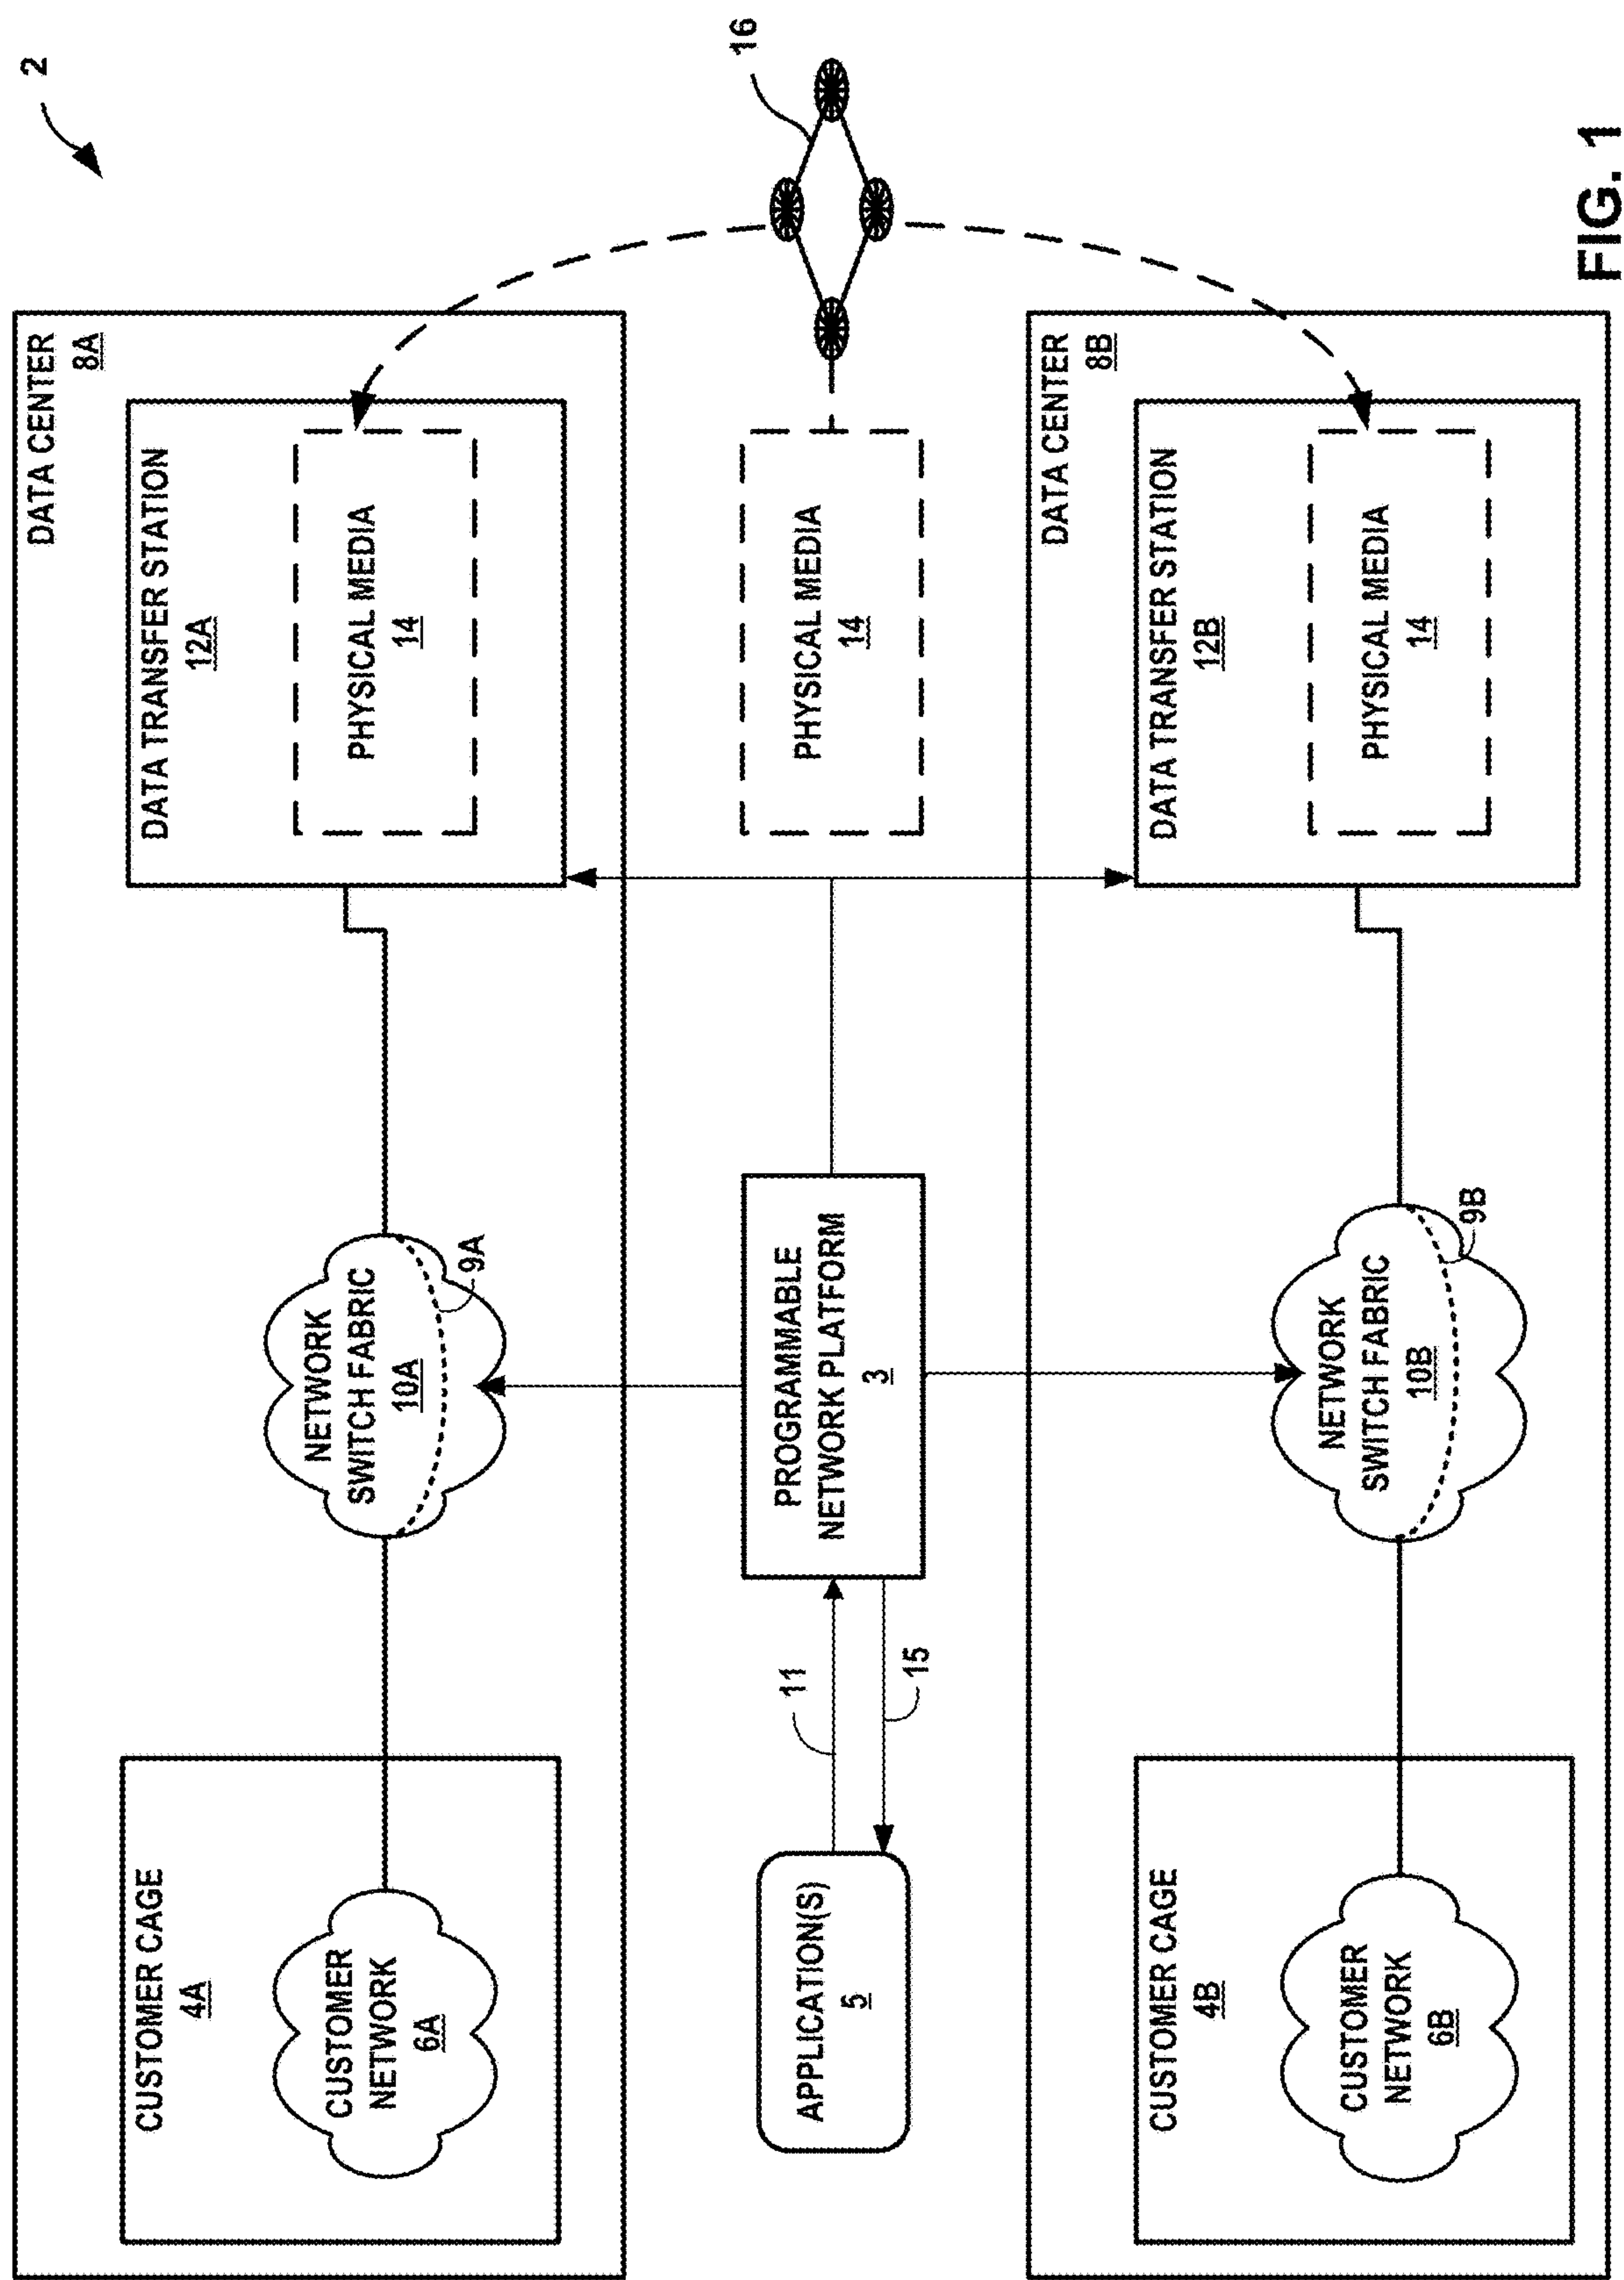 2
DATA CENTER
8A
CUSTOMER CAGE
4A
CUSTOMER
NETWORK
6A
NETWORK
SWITCH FABRIC
10A
9A
DATA TRANSFER STATION
12A
PHYSICAL MEDIA
14
APPLICATION(S)
5
11
15
PROGRAMMABLE
NETWORK PLATFORM
3
PHYSICAL MEDIA
14
16
DATA CENTER
8B
CUSTOMER CAGE
4B
CUSTOMER
NETWORK
6B
NETWORK
SWITCH FABRIC
10B
9B
DATA TRANSFER STATION
12B
PHYSICAL MEDIA
14
FIG. 1